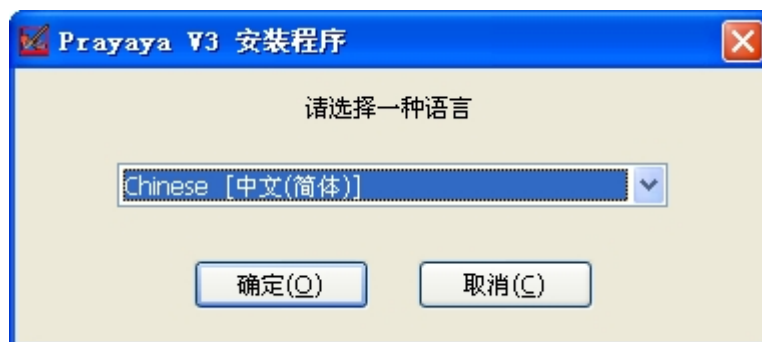 Prayaya V3 安装程序
请选择一种语言
Chinese [中文(简体)]
确定(O) 取消(C)